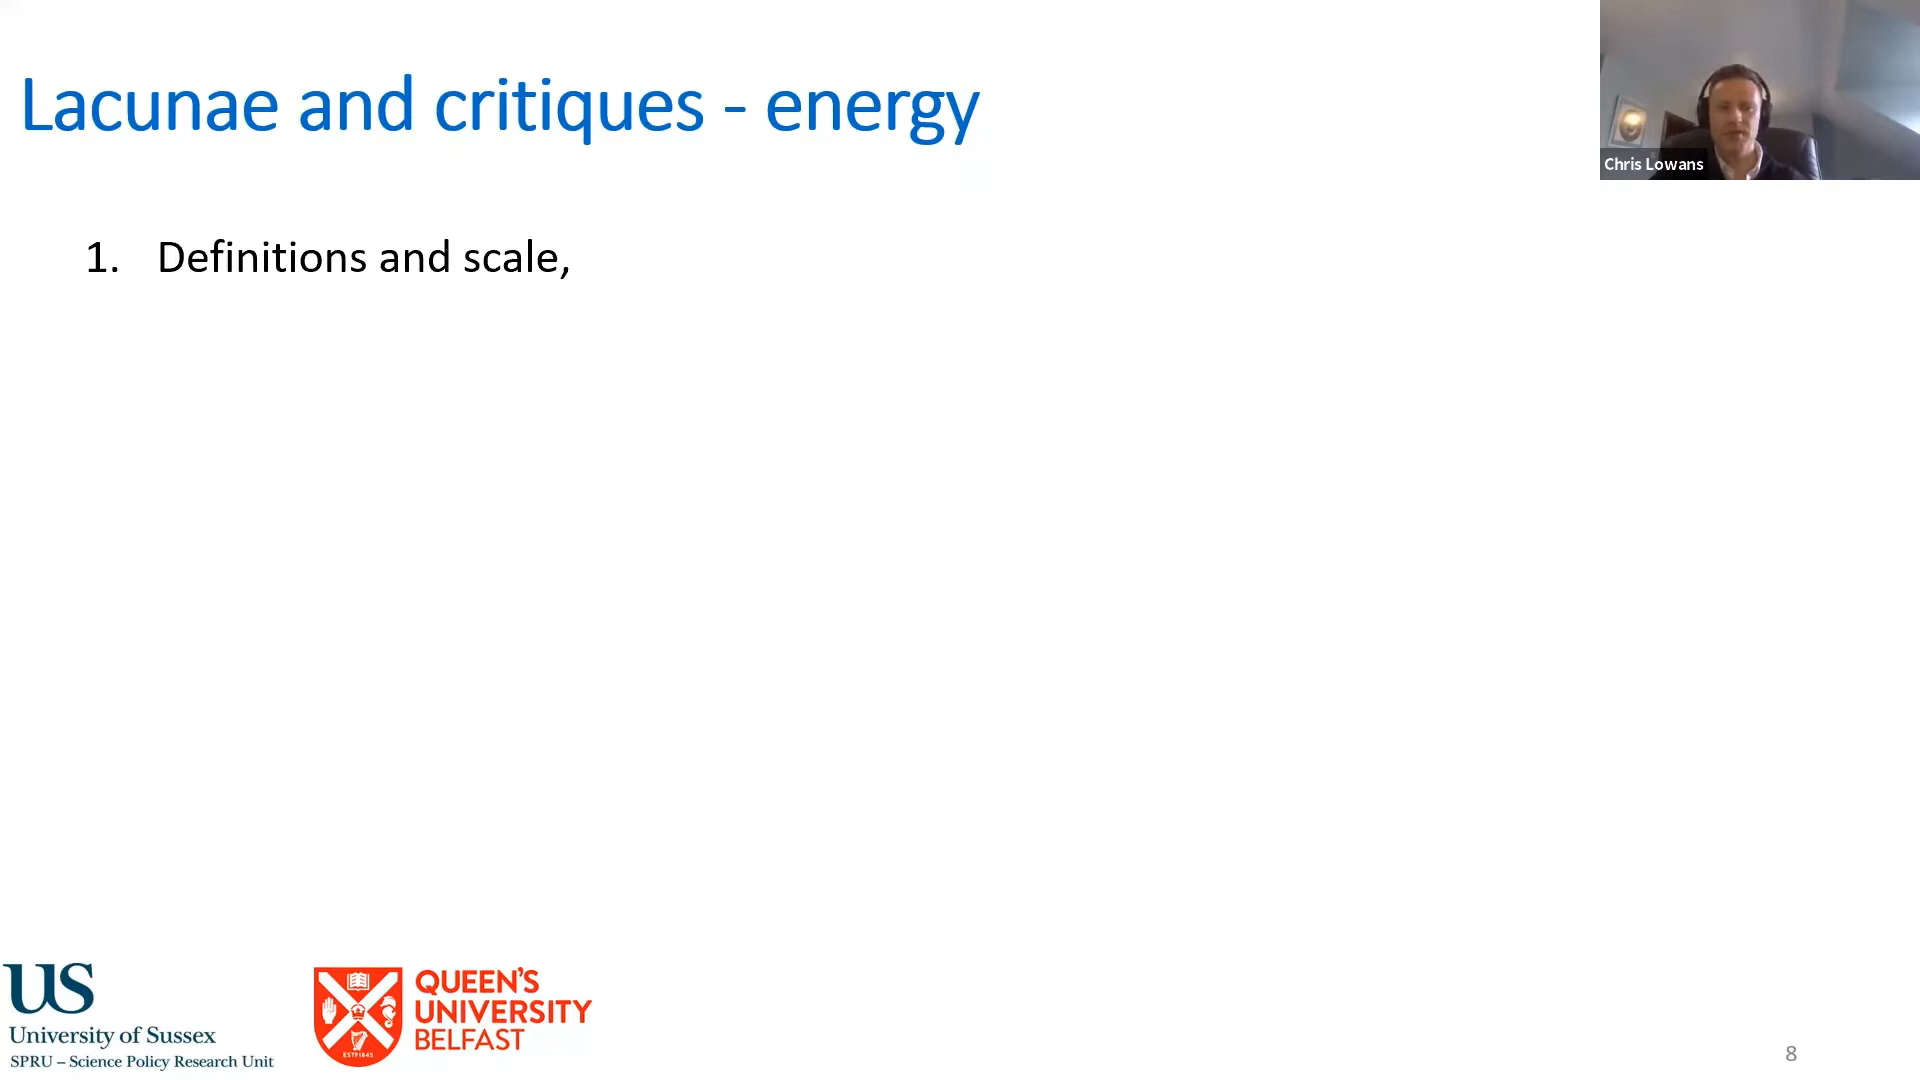 Lacunae and critiques - energy
Chris Lowans
1. Definitions and scale,
US
University of Sussex
SPRU – Science Policy Research Unit
QUEEN'S
UNIVERSITY
BELFAST
ESTD1845
8